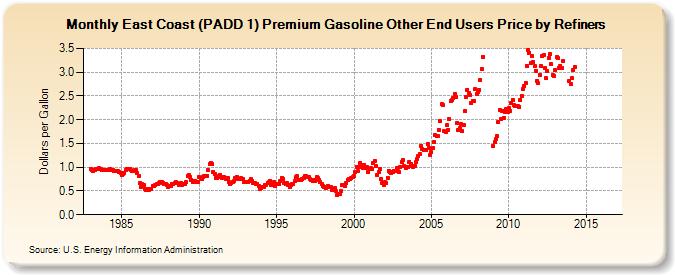 Monthly East Coast (PADD 1) Premium Gasoline Other End Users Price by Refiners
Dollars per Gallon
3.5
3.0
2.5
2.0
1.5
1.0
0.5
0.0
1985 1990 1995 2000 2005 2010 2015
Source: U.S. Energy Information Administration